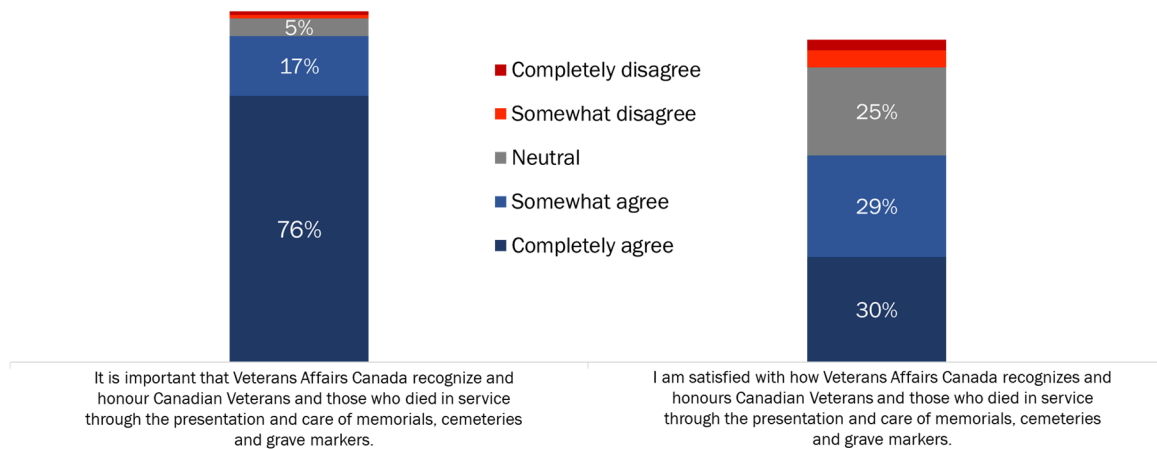 5%
17%
76%
Completely disagree
Somewhat disagree
Neutral
Somewhat agree
Completely agree
25%
29%
30%
It is important that Veterans Affairs Canada recognize and
honour Canadian Veterans and those who died in service
through the presentation and care of memorials, cemeteries
and grave markers.
I am satisfied with how Veterans Affairs Canada recognizes and
honours Canadian Veterans and those who died in service
through the presentation and care of memorials, cemeteries
and grave markers.